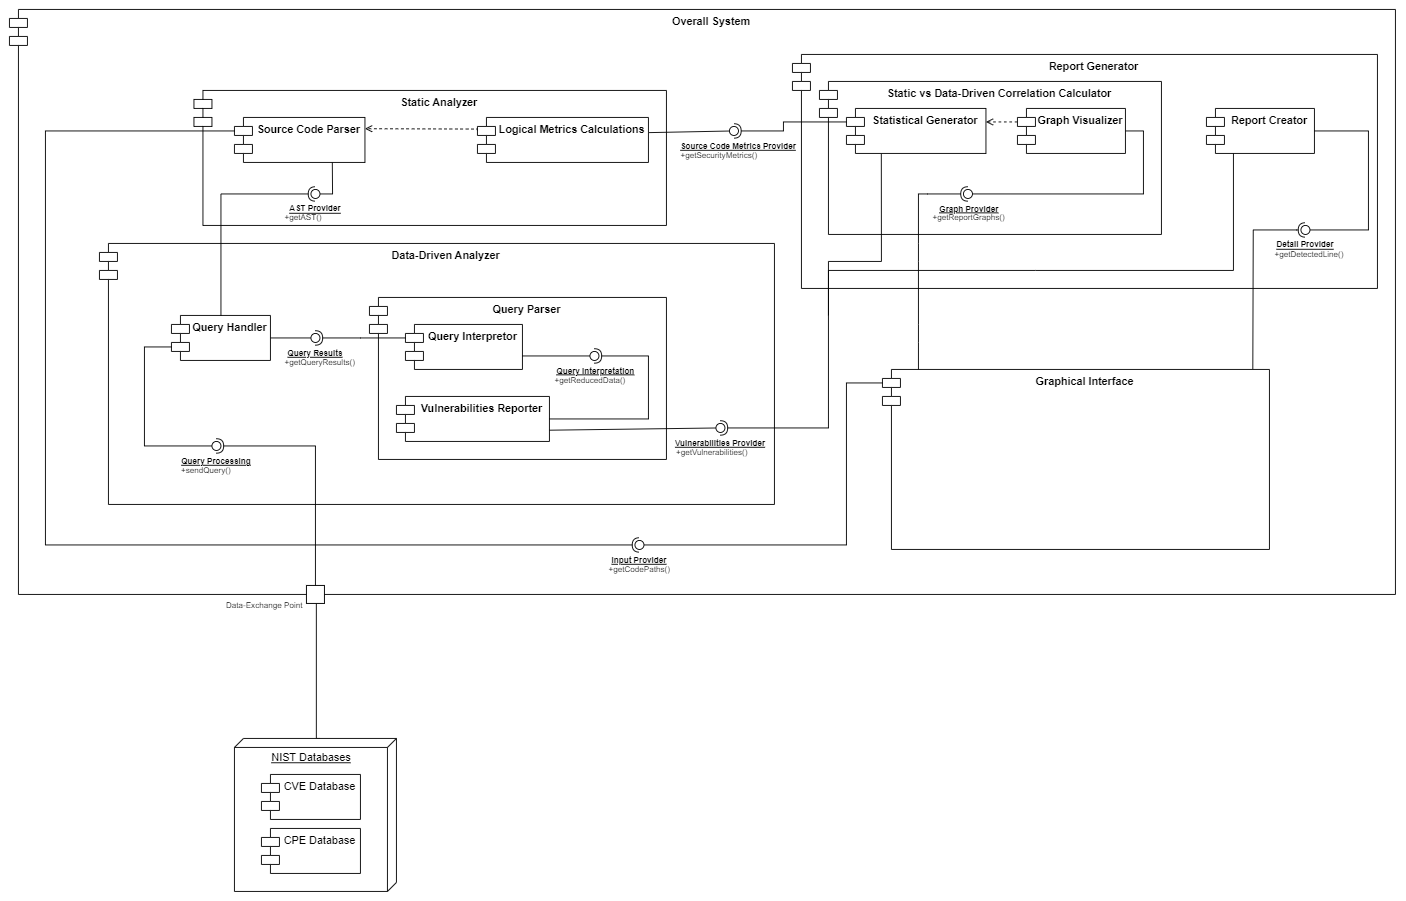 Overall System
Report Generator
Static vs Data-Driven Correlation Calculator
Static Analyzer
Source Code Parser
Logical Metrics Calculations
Statistical Generator
Graph Visualizer
Report Creator
Source Code Metrics Provider
+getSecurityMetrics()
AST Provider
+getAST()
Graph Provider
+getReportGraphs()
Detail Provider
+getDetectedLine()
Data-Driven Analyzer
Query Parser
Query Handler
Query Interpretor
Query Results
+getQueryResults()
Query Interpretation
+getReducedData()
Graphical Interface
Vulnerabilities Reporter
Vulnerabilities Provider
+getVulnerabilities()
Query Processing
+sendQuery()
Input Provider
+getCodePaths()
Data-Exchange Point
NIST Databases
CVE Database
CPE Database